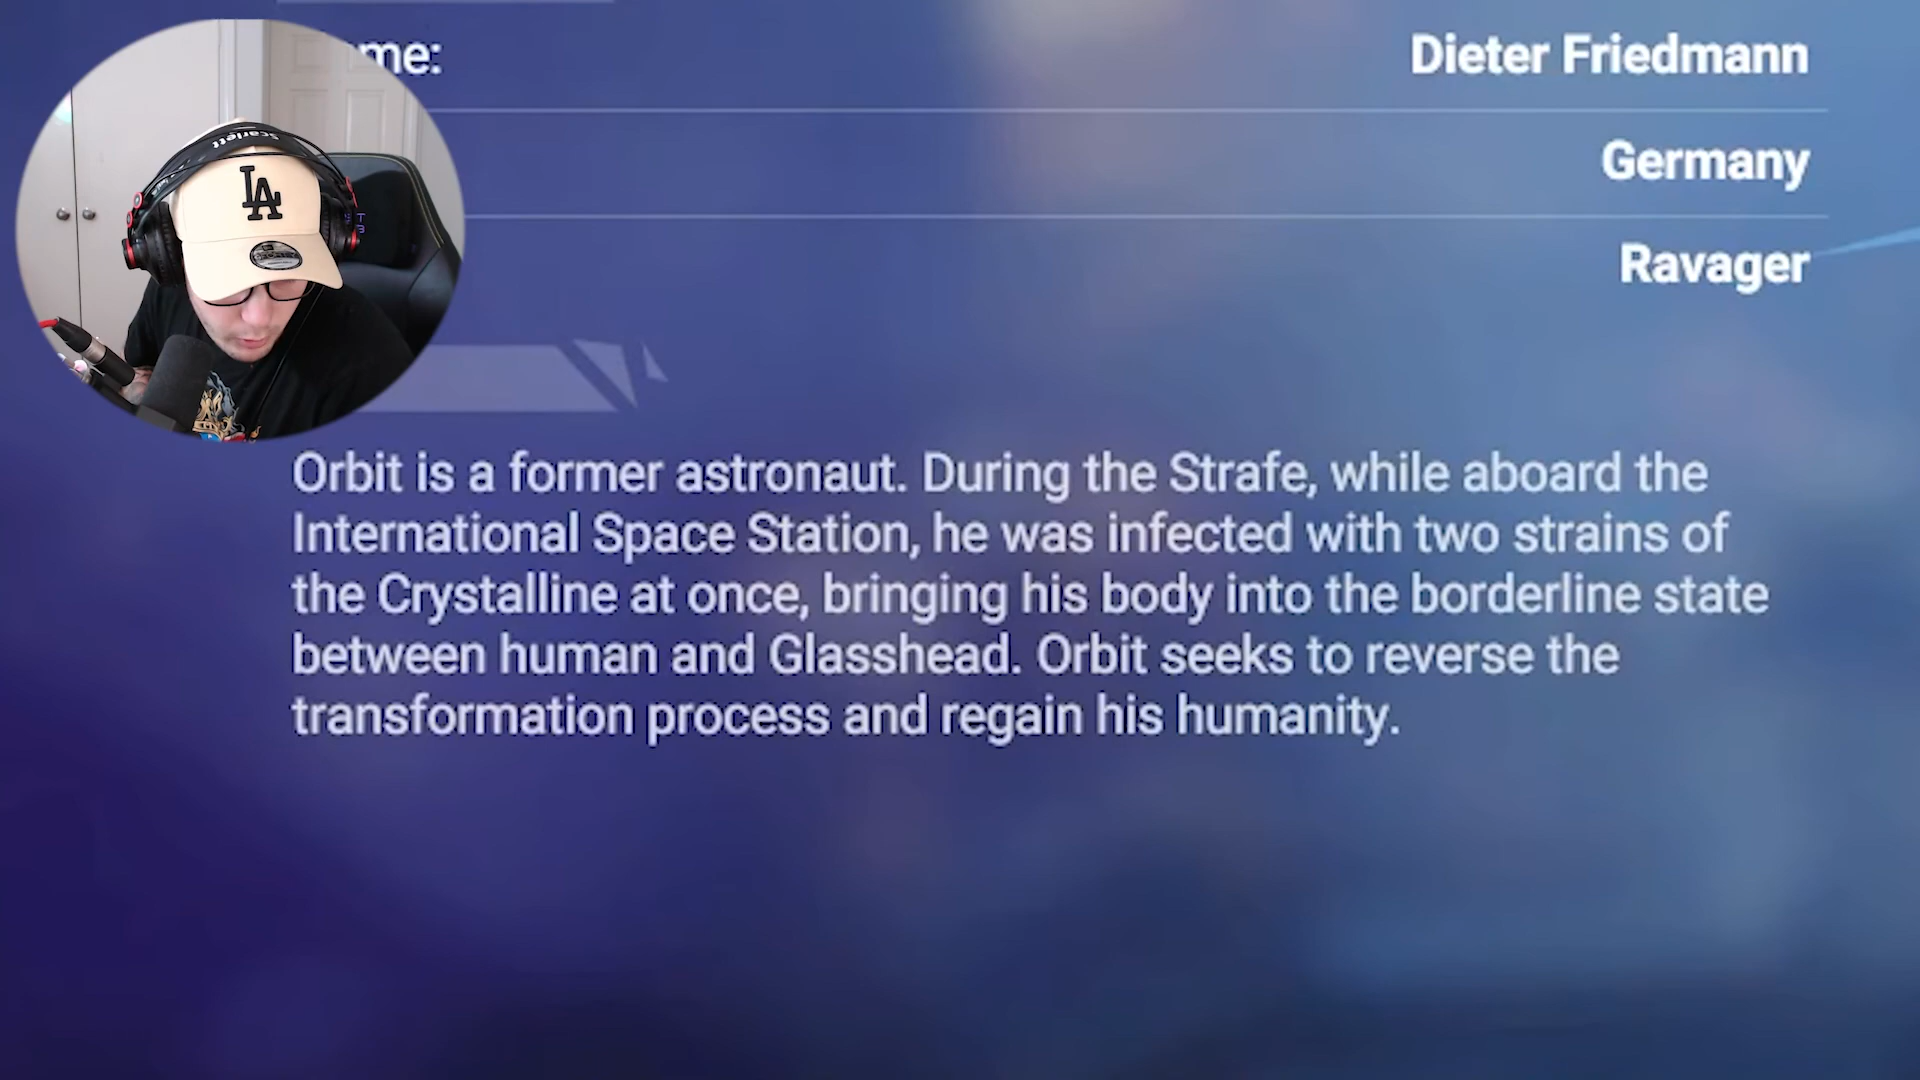 me:
Dieter Friedmann
Germany
Ravager
scarlett
LA
Orbit is a former astronaut. During the Strafe, while aboard the
International Space Station, he was infected with two strains of
the Crystalline at once, bringing his body into the borderline state
between human and Glasshead. Orbit seeks to reverse the
transformation process and regain his humanity.